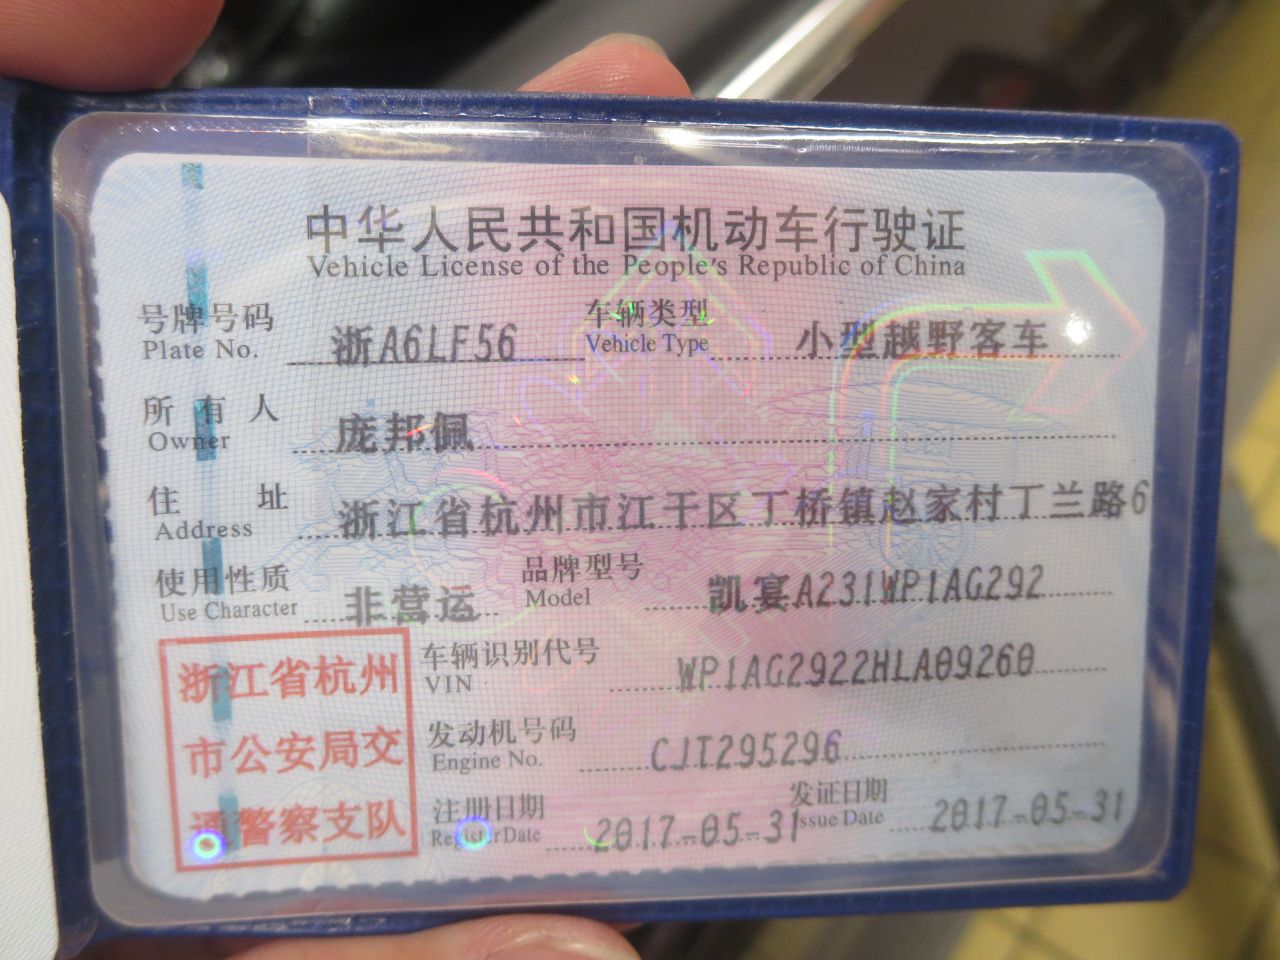 中华人民共和国机动车行驶证
Vehicle License of the People's Republic of China
号牌号码 浙A6LF56 车辆类型 小型越野客车
Plate No. Vehicle Type
所有人 庞邦佩
Owner
住址 浙江省杭州市江干区丁桥镇赵家村丁兰路6
Address
使用性质 非营运 品牌型号 凯宴A231WP1AG292
Use Character Model
车辆识别代号 WP1AG2922HLA09260
VIN
发动机号码 CJT295296
Engine No.
注册日期 2017-05-31 发证日期 2017-05-31
Register Date Issue Date
浙江省杭州
市公安局交
通警察支队